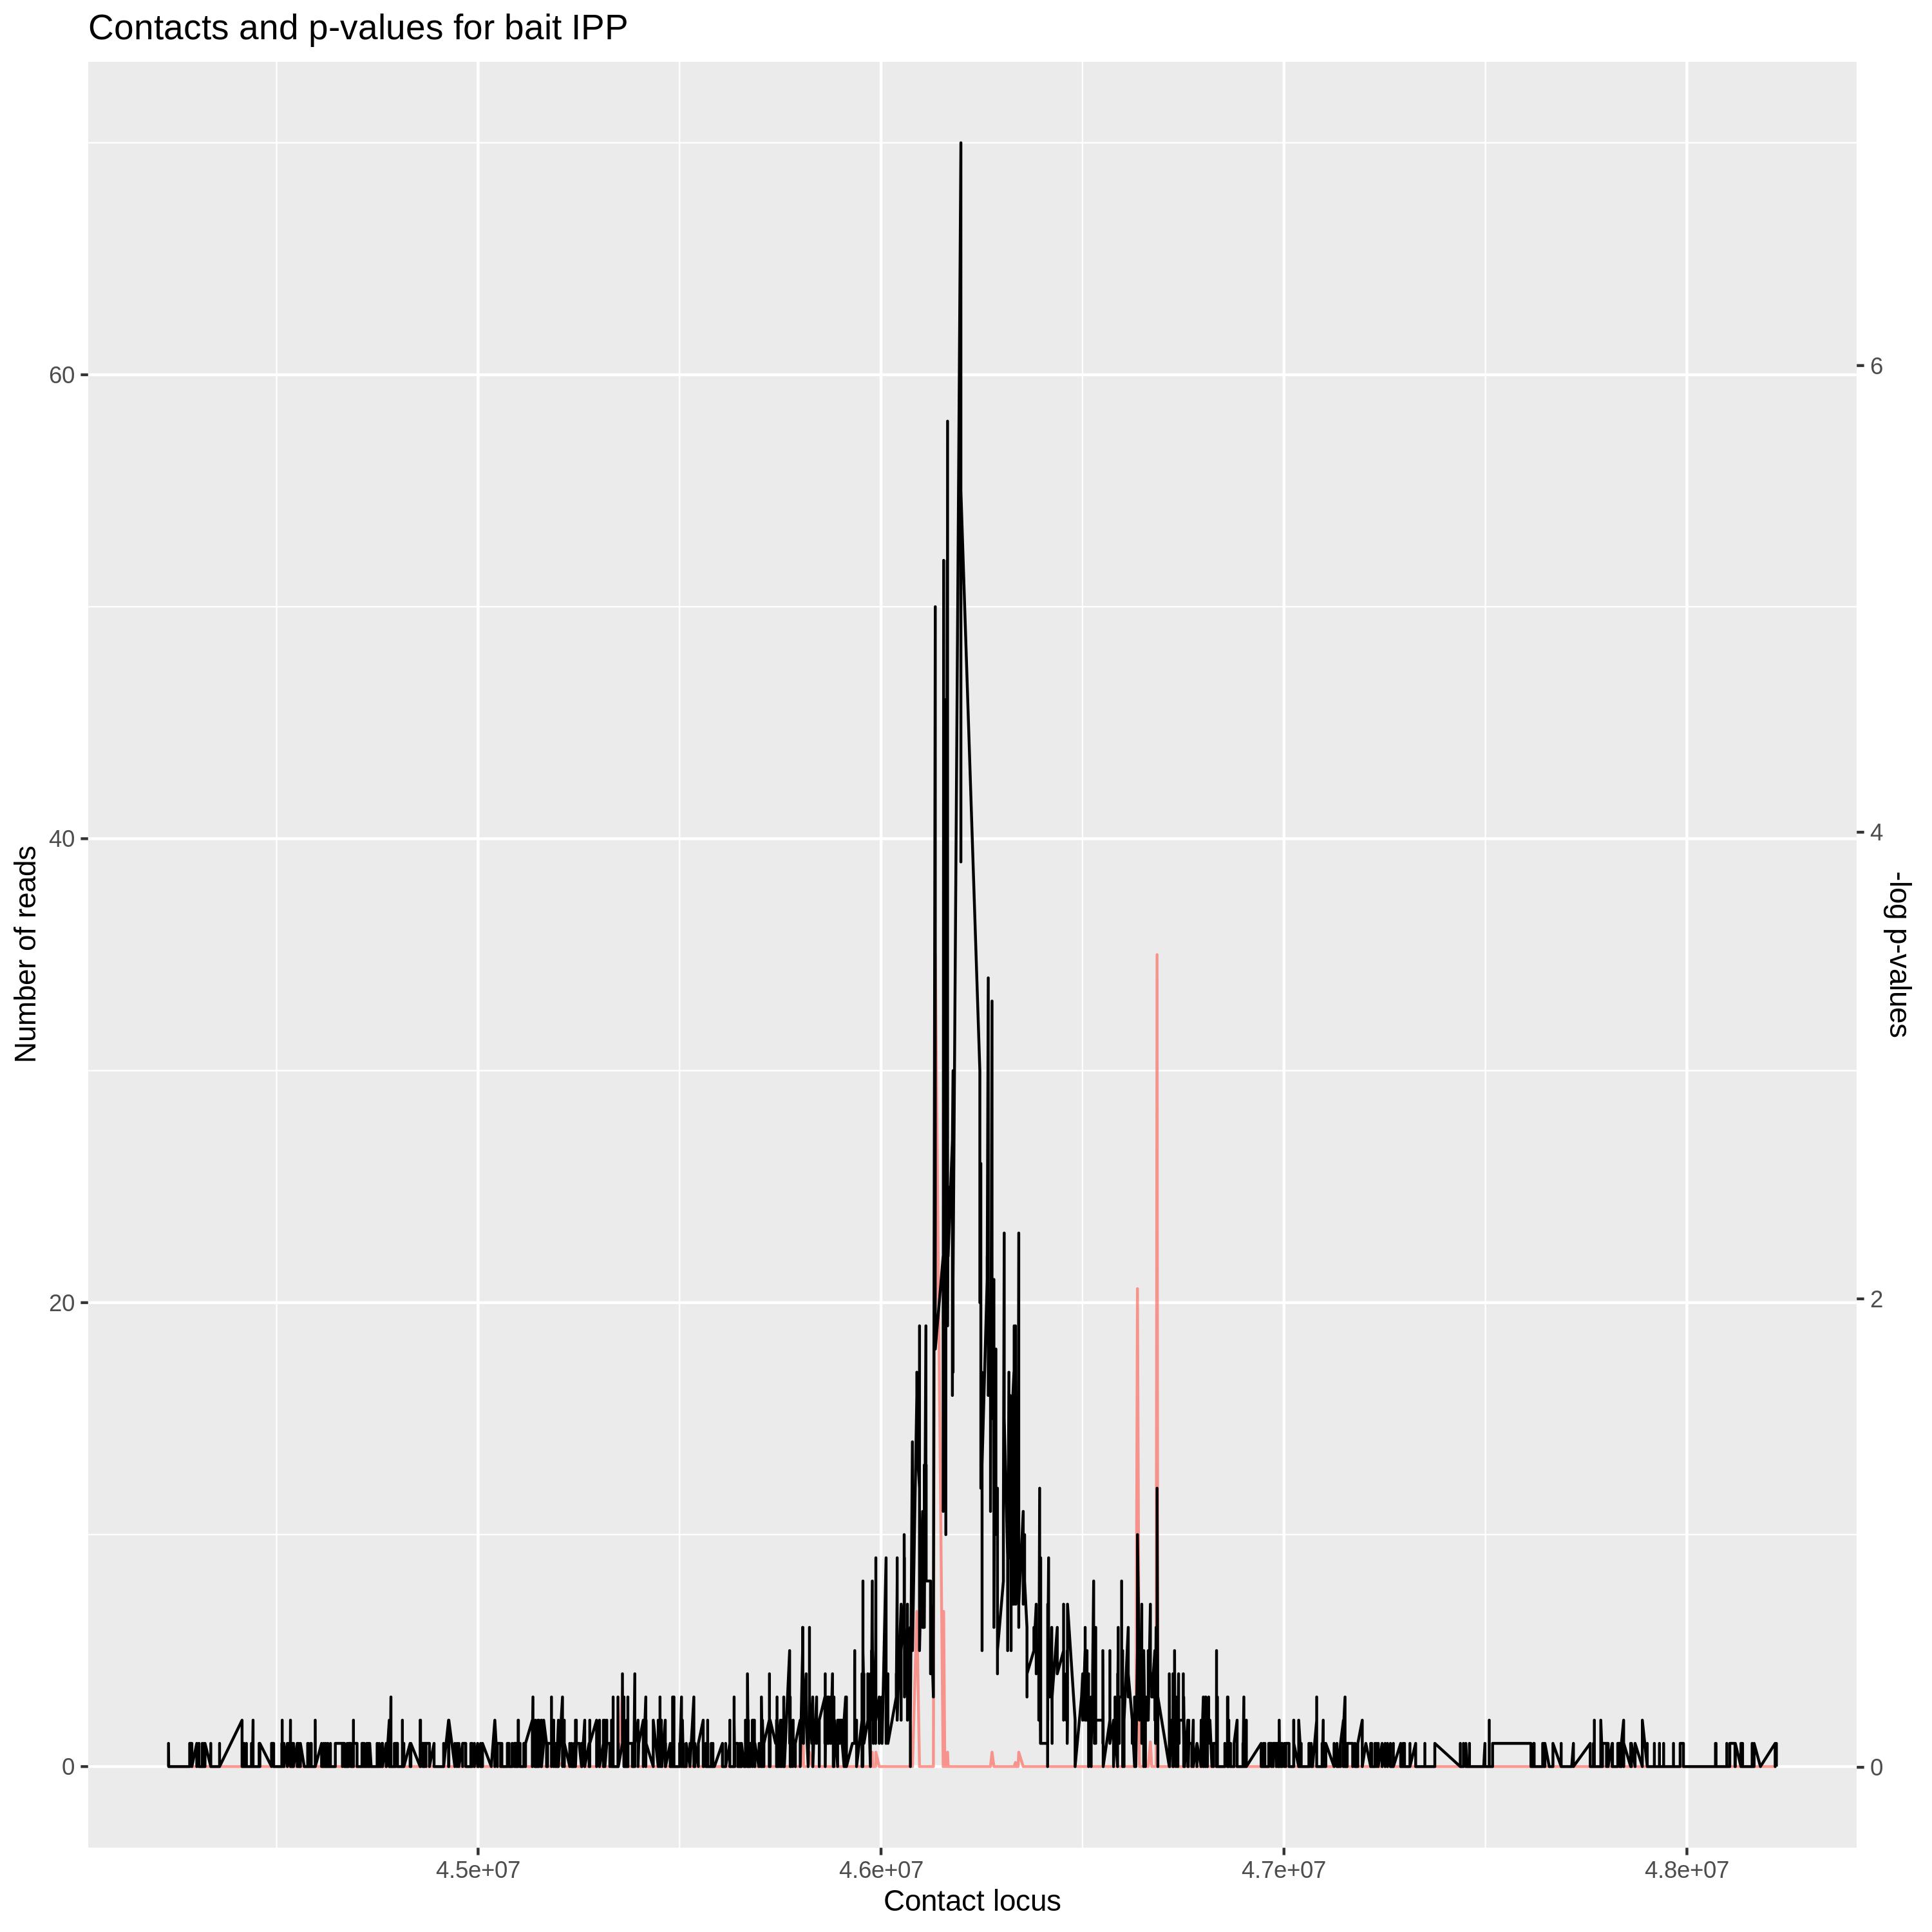 Contacts and p-values for bait IPP
60
40
20
0
6
4
2
0
Number of reads
-log p-values
4.5e+07
4.6e+07
4.7e+07
4.8e+07
Contact locus